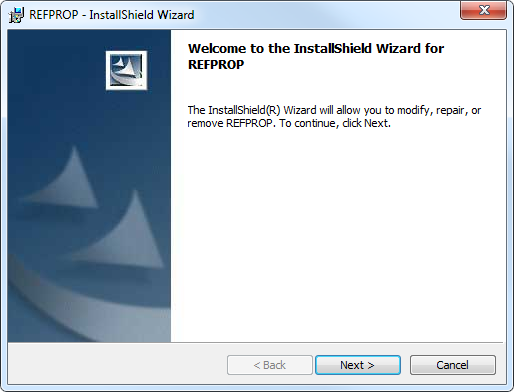 REFPROP - InstallShield Wizard
Welcome to the InstallShield Wizard for
REFPROP
The InstallShield(R) Wizard will allow you to modify, repair, or
remove REFPROP. To continue, click Next.
< Back Next > Cancel